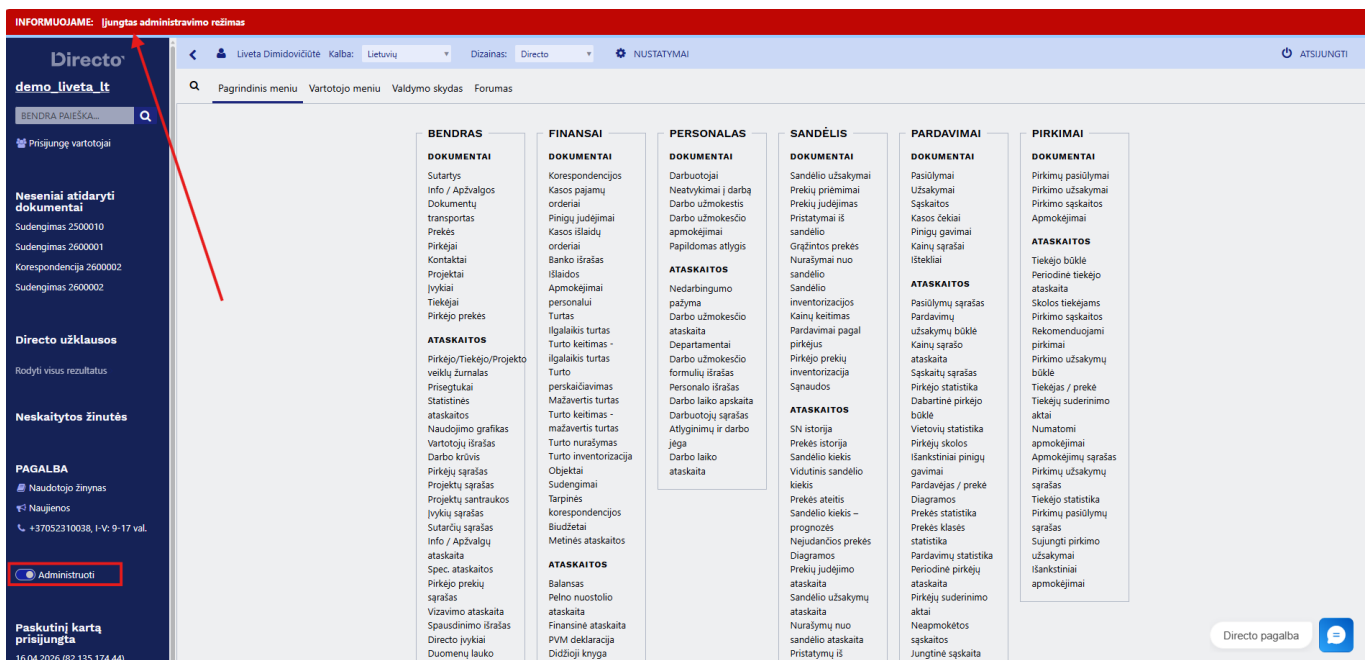 INFORMUOJAME: Įjungtas administravimo režimas
Directo
demo_liveta_lt
BENDRA PAIEŠKA...
Prisijungę vartotojai
Neseniai atidaryti
dokumentai
Sudengimas 2500010
Sudengimas 2600001
Korespondencija 2600002
Sudengimas 2600002
Directo užklausos
Rodyti visus rezultatus
Neskaitytos žinutės
PAGALBA
Naudotojo žinynas
Naujienos
+37052310038, I-V: 9-17 val.
Administruoti
Paskutinį kartą
prisijungta
16.04.2026 (82.135.174.44)
Liveta Dimidovičiūtė Kalba: Lietuvių Dizainas: Directo NUSTATYMAI ATSIJUNGTI
Pagrindinis meniu Vartotojo meniu Valdymo skydas Forumas
BENDRAS
DOKUMENTAI
Sutartys
Info / Apžvalgos
Dokumentų
transportas
Prekės
Pirkėjai
Kontaktai
Projektai
Įvykiai
Tiekėjai
Pirkėjo prekės
ATASKAITOS
Pirkėjo/Tiekėjo/Projekto
veiklų žurnalas
Prisegtukai
Statistinės
ataskaitos
Naudojimo grafikas
Vartotojų išrašas
Darbo krūvis
Pirkėjų sąrašas
Projektų sąrašas
Projektų santraukos
Įvykių sąrašas
Sutarčių sąrašas
Info / Apžvalgų
ataskaita
Spec. ataskaitos
Pirkėjo prekių
sąrašas
Vizavimo ataskaita
Spausdinimo išrašas
Directo įvykiai
Duomenų lauko
FINANSAI
DOKUMENTAI
Korespondencijos
Kasos pajamų
orderiai
Pinigų judėjimai
Kasos išlaidų
orderiai
Banko išrašas
Išlaidos
Apmokėjimai
personalui
Turtas
Ilgalaikis turtas
Turto keitimas -
ilgalaikis turtas
Turto
perskaičiavimas
Mažavertis turtas
Turto keitimas -
mažavertis turtas
Turto nurašymas
Turto inventorizacija
Objektai
Sudengimai
Tarpinės
korespondencijos
Biudžetai
Metinės ataskaitos
ATASKAITOS
Balansas
Pelno nuostolio
ataskaita
Finansinė ataskaita
PVM deklaracija
Didžioji knyga
PERSONALAS
DOKUMENTAI
Darbuotojai
Neatvykimai į darbą
Darbo užmokestis
Darbo užmokesčio
apmokėjimai
Papildomas atlygis
ATASKAITOS
Nedarbingumo
pažyma
Darbo užmokesčio
ataskaita
Departamentai
Darbo užmokesčio
formulių išrašas
Personalo išrašas
Darbo laiko apskaita
Darbuotojų sąrašas
Atlyginimų ir darbo
jėga
Darbo laiko
ataskaita
SANDĖLIS
DOKUMENTAI
Sandėlio užsakymai
Prekių priėmimai
Prekių judėjimas
Pristatymai iš
sandėlio
Grąžintos prekės
Nurašymai nuo
sandėlio
Sandėlio
inventorizacijos
Kainų keitimas
Pardavimai pagal
pirkėjus
Pirkėjo prekių
inventorizacija
Sąnaudos
ATASKAITOS
SN istorija
Prekės istorija
Sandėlio kiekis
Vidutinis sandėlio
kiekis
Prekės ateitis
Sandėlio kiekis –
prognozės
Nejudančios prekės
Diagramos
Prekių judėjimo
ataskaita
Sandėlio užsakymų
ataskaita
Nurašymų nuo
sandėlio ataskaita
Pristatymų iš
PARDAVIMAI
DOKUMENTAI
Pasiūlymai
Užsakymai
Sąskaitos
Kasos čekiai
Pinigų gavimai
Kainų sąrašai
Ištekliai
ATASKAITOS
Pasiūlymų sąrašas
Pardavimų
užsakymų būklė
Kainų sąrašo
ataskaita
Sąskaitų sąrašas
Pirkėjo statistika
Dabartinė pirkėjo
būklė
Vietovių statistika
Pirkėjų skolos
Išankstiniai pinigų
gavimai
Pardavėjas / prekė
Diagramos
Prekės statistika
Prekės klasės
statistika
Pardavimų statistika
Periodinė pirkėjų
ataskaita
Pirkėjų suderinimo
aktai
Neapmokėtos
sąskaitos
Jungtinė sąskaita
PIRKIMAI
DOKUMENTAI
Pirkimų pasiūlymai
Pirkimo užsakymai
Pirkimo sąskaitos
Apmokėjimai
ATASKAITOS
Tiekėjo būklė
Periodinė tiekėjo
ataskaita
Skolos tiekėjams
Pirkimo sąskaitos
Rekomenduojami
pirkimai
Pirkimo užsakymų
būklė
Tiekėjas / prekė
Tiekėjų suderinimo
aktai
Numatomi
apmokėjimai
Apmokėjimų sąrašas
Pirkimų užsakymų
sąrašas
Tiekėjo statistika
Pirkimų pasiūlymų
sąrašas
Sujungti pirkimo
užsakymai
Išankstiniai
apmokėjimai
Directo pagalba